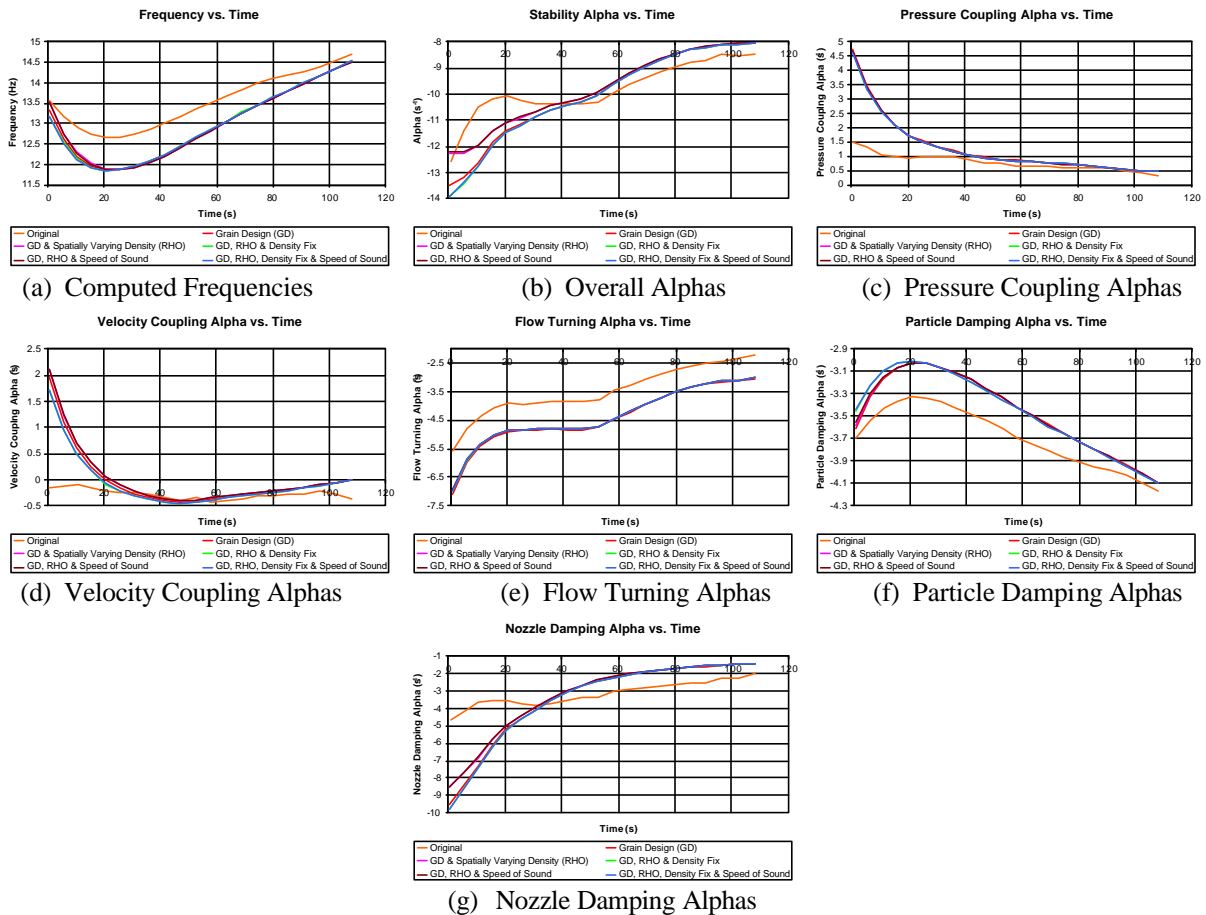 Frequency vs. Time
15
14.5
14
13.5
13
12.5
12
11.5
Frequency (Hz)
0 20 40 60 80 100 120
Time (s)
Original
Grain Design (GD)
GD & Spatially Varying Density (RHO)
GD, RHO & Density Fix
GD, RHO & Speed of Sound
GD, RHO, Density Fix & Speed of Sound
(a) Computed Frequencies
Stability Alpha vs. Time
-8
-9
-10
-11
-12
-13
-14
Alpha (s⁻¹)
0 20 40 60 80 100 120
Time (s)
Original
Grain Design (GD)
GD & Spatially Varying Density (RHO)
GD, RHO & Density Fix
GD, RHO & Speed of Sound
GD, RHO, Density Fix & Speed of Sound
(b) Overall Alphas
Pressure Coupling Alpha vs. Time
5
4.5
4
3.5
3
2.5
2
1.5
1
0.5
0
Pressure Coupling Alpha
0 20 40 60 80 100 120
Time (s)
Original
Grain Design (GD)
GD & Spatially Varying Density (RHO)
GD, RHO & Density Fix
GD, RHO & Speed of Sound
GD, RHO, Density Fix & Speed of Sound
(c) Pressure Coupling Alphas
Velocity Coupling Alpha vs. Time
2.5
2
1.5
1
0.5
0
-0.5
Velocity Coupling Alpha
0 20 40 60 80 100 120
Time (s)
Original
Grain Design (GD)
GD & Spatially Varying Density (RHO)
GD, RHO & Density Fix
GD, RHO & Speed of Sound
GD, RHO, Density Fix & Speed of Sound
(d) Velocity Coupling Alphas
Flow Turning Alpha vs. Time
-2.5
-3.5
-4.5
-5.5
-6.5
-7.5
Flow Turning Alpha
0 20 40 60 80 100 120
Time (s)
Original
Grain Design (GD)
GD & Spatially Varying Density (RHO)
GD, RHO & Density Fix
GD, RHO & Speed of Sound
GD, RHO, Density Fix & Speed of Sound
(e) Flow Turning Alphas
Particle Damping Alpha vs. Time
-2.9
-3.1
-3.3
-3.5
-3.7
-3.9
-4.1
-4.3
Particle Damping Alpha
0 20 40 60 80 100 120
Time (s)
Original
Grain Design (GD)
GD & Spatially Varying Density (RHO)
GD, RHO & Density Fix
GD, RHO & Speed of Sound
GD, RHO, Density Fix & Speed of Sound
(f) Particle Damping Alphas
Nozzle Damping Alpha vs. Time
-1
-2
-3
-4
-5
-6
-7
-8
-9
-10
Nozzle Damping Alpha
0 20 40 60 80 100 120
Time (s)
Original
Grain Design (GD)
GD & Spatially Varying Density (RHO)
GD, RHO & Density Fix
GD, RHO & Speed of Sound
GD, RHO, Density Fix & Speed of Sound
(g) Nozzle Damping Alphas